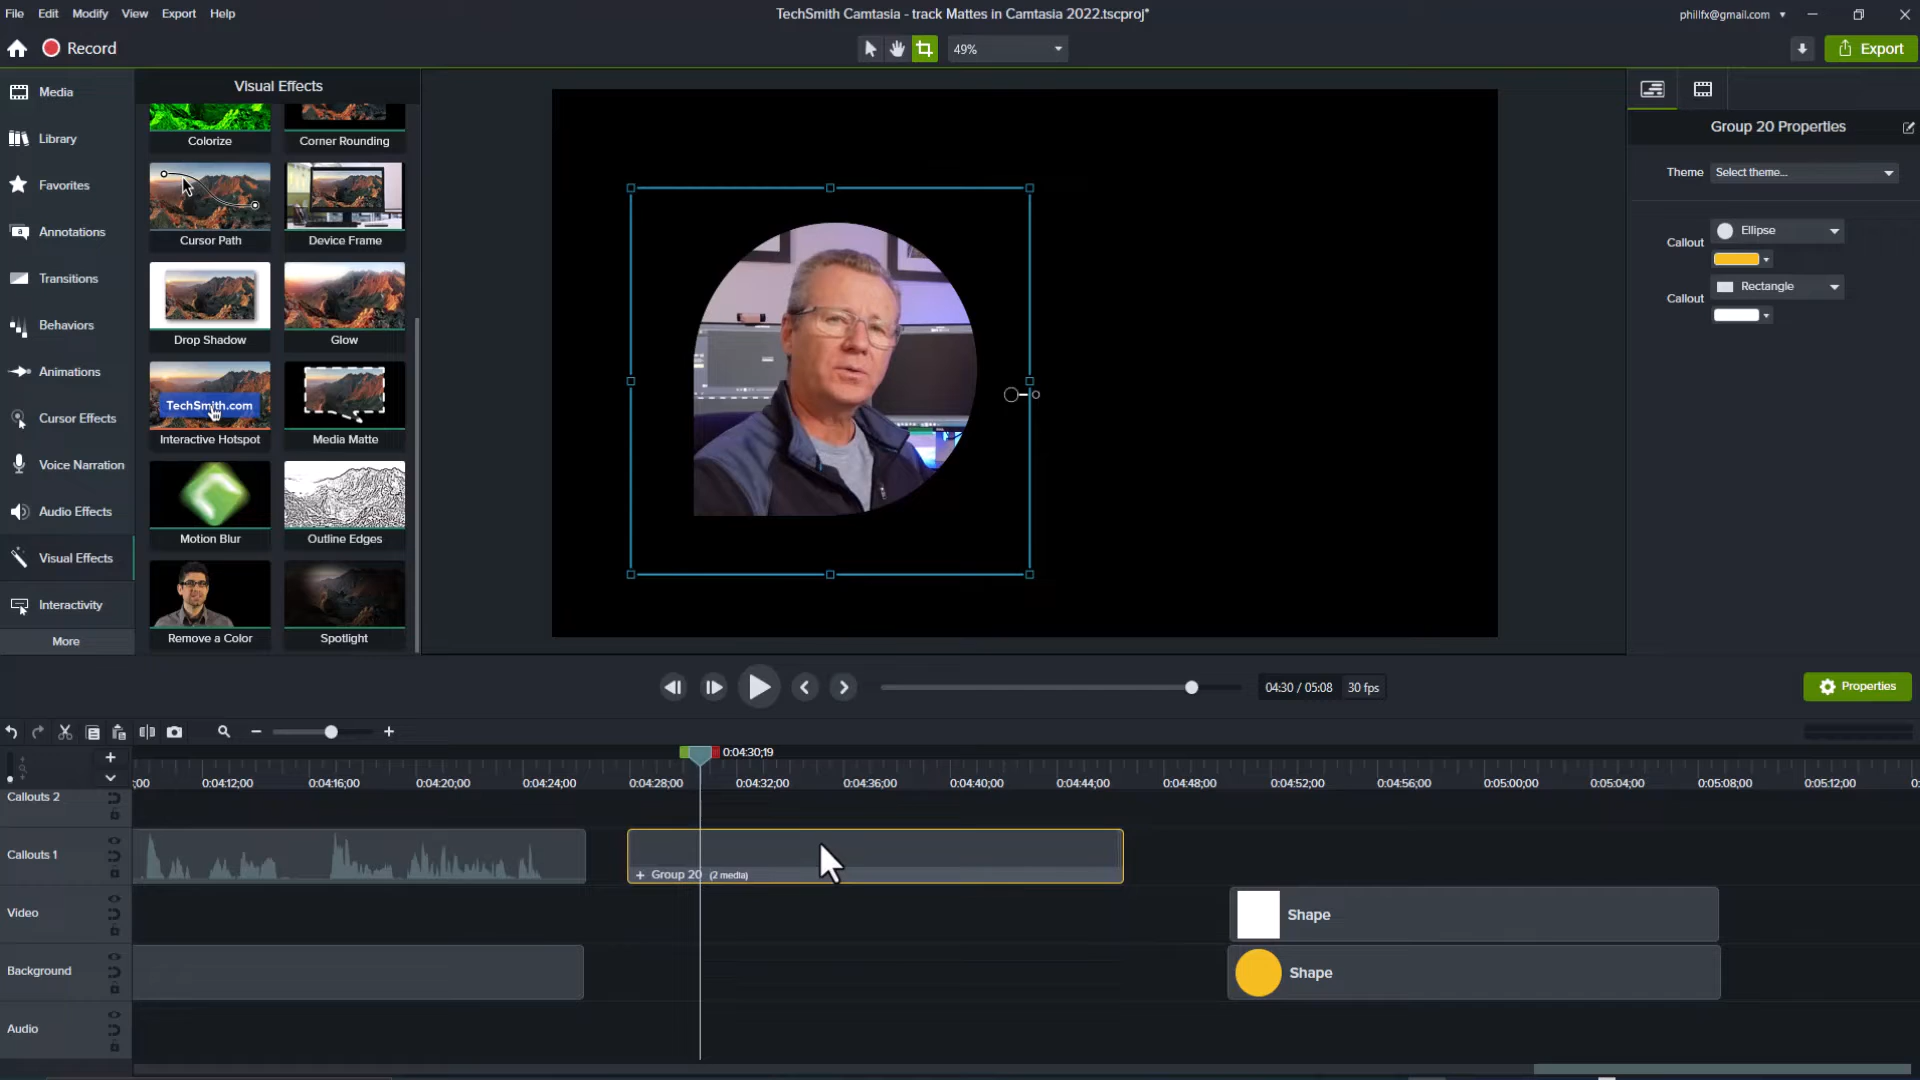 File Edit Modify View Export Help
TechSmith Camtasia - track Mattes in Camtasia 2022.tscproj*
phillfx@gmail.com
Record
49%
Export
Media
Library
Favorites
Annotations
Transitions
Behaviors
Animations
Cursor Effects
Voice Narration
Audio Effects
Visual Effects
Interactivity
More
Visual Effects
Colorize Corner Rounding
Cursor Path Device Frame
Drop Shadow Glow
TechSmith.com
Interactive Hotspot Media Matte
Motion Blur Outline Edges
Remove a Color Spotlight
Group 20 Properties
Theme Select theme...
Callout Ellipse
Callout Rectangle
04:30 / 05:08 30 fps
Properties
0:04:30;19
;00 0:04:12;00 0:04:16;00 0:04:20;00 0:04:24;00 0:04:28;00 0:04:32;00 0:04:36;00 0:04:40;00 0:04:44;00 0:04:48;00 0:04:52;00 0:04:56;00 0:05:00;00 0:05:04;00 0:05:08;00 0:05:12;00 0:
Callouts 2
Callouts 1
+ Group 20 (2 media)
Video
Shape
Background
Shape
Audio